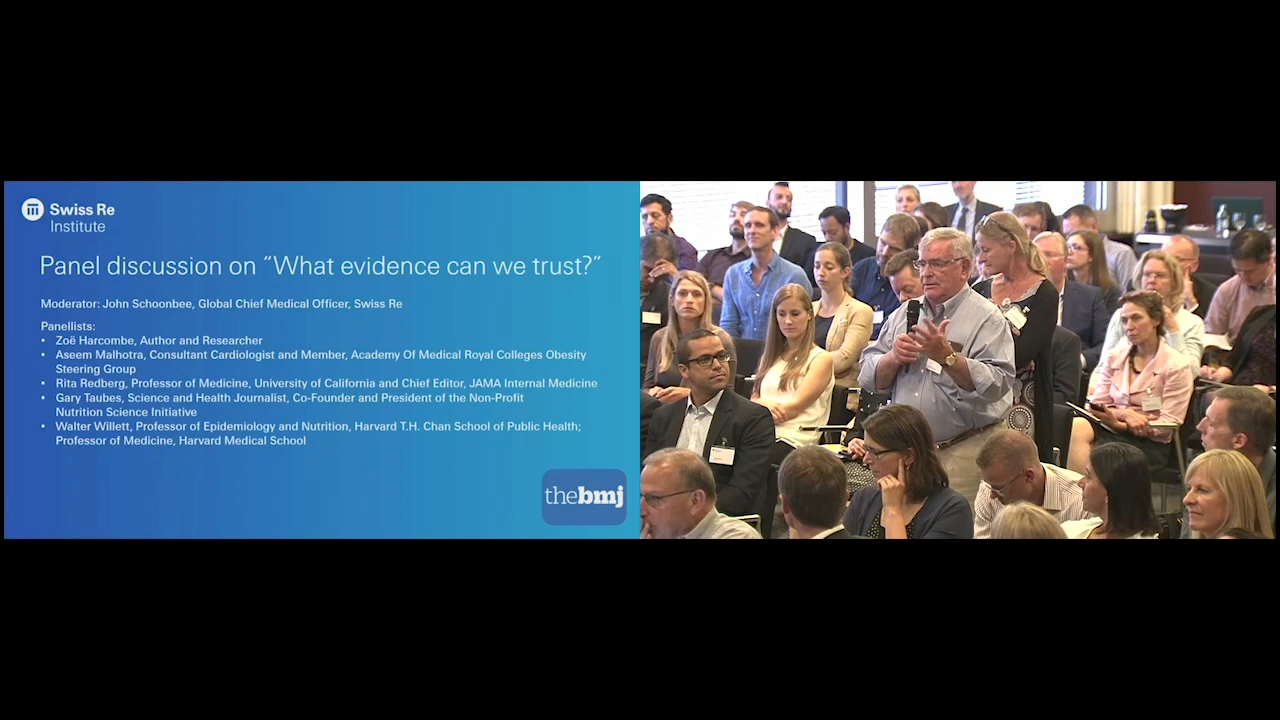 Swiss Re
Institute
Panel discussion on “What evidence can we trust?”
Moderator: John Schoonbee, Global Chief Medical Officer, Swiss Re
Panellists:
• Zoë Harcombe, Author and Researcher
• Aseem Malhotra, Consultant Cardiologist and Member, Academy Of Medical Royal Colleges Obesity
Steering Group
• Rita Redberg, Professor of Medicine, University of California and Chief Editor, JAMA Internal Medicine
• Gary Taubes, Science and Health Journalist, Co-Founder and President of the Non-Profit
Nutrition Science Initiative
• Walter Willett, Professor of Epidemiology and Nutrition, Harvard T.H. Chan School of Public Health;
Professor of Medicine, Harvard Medical School
thebmj